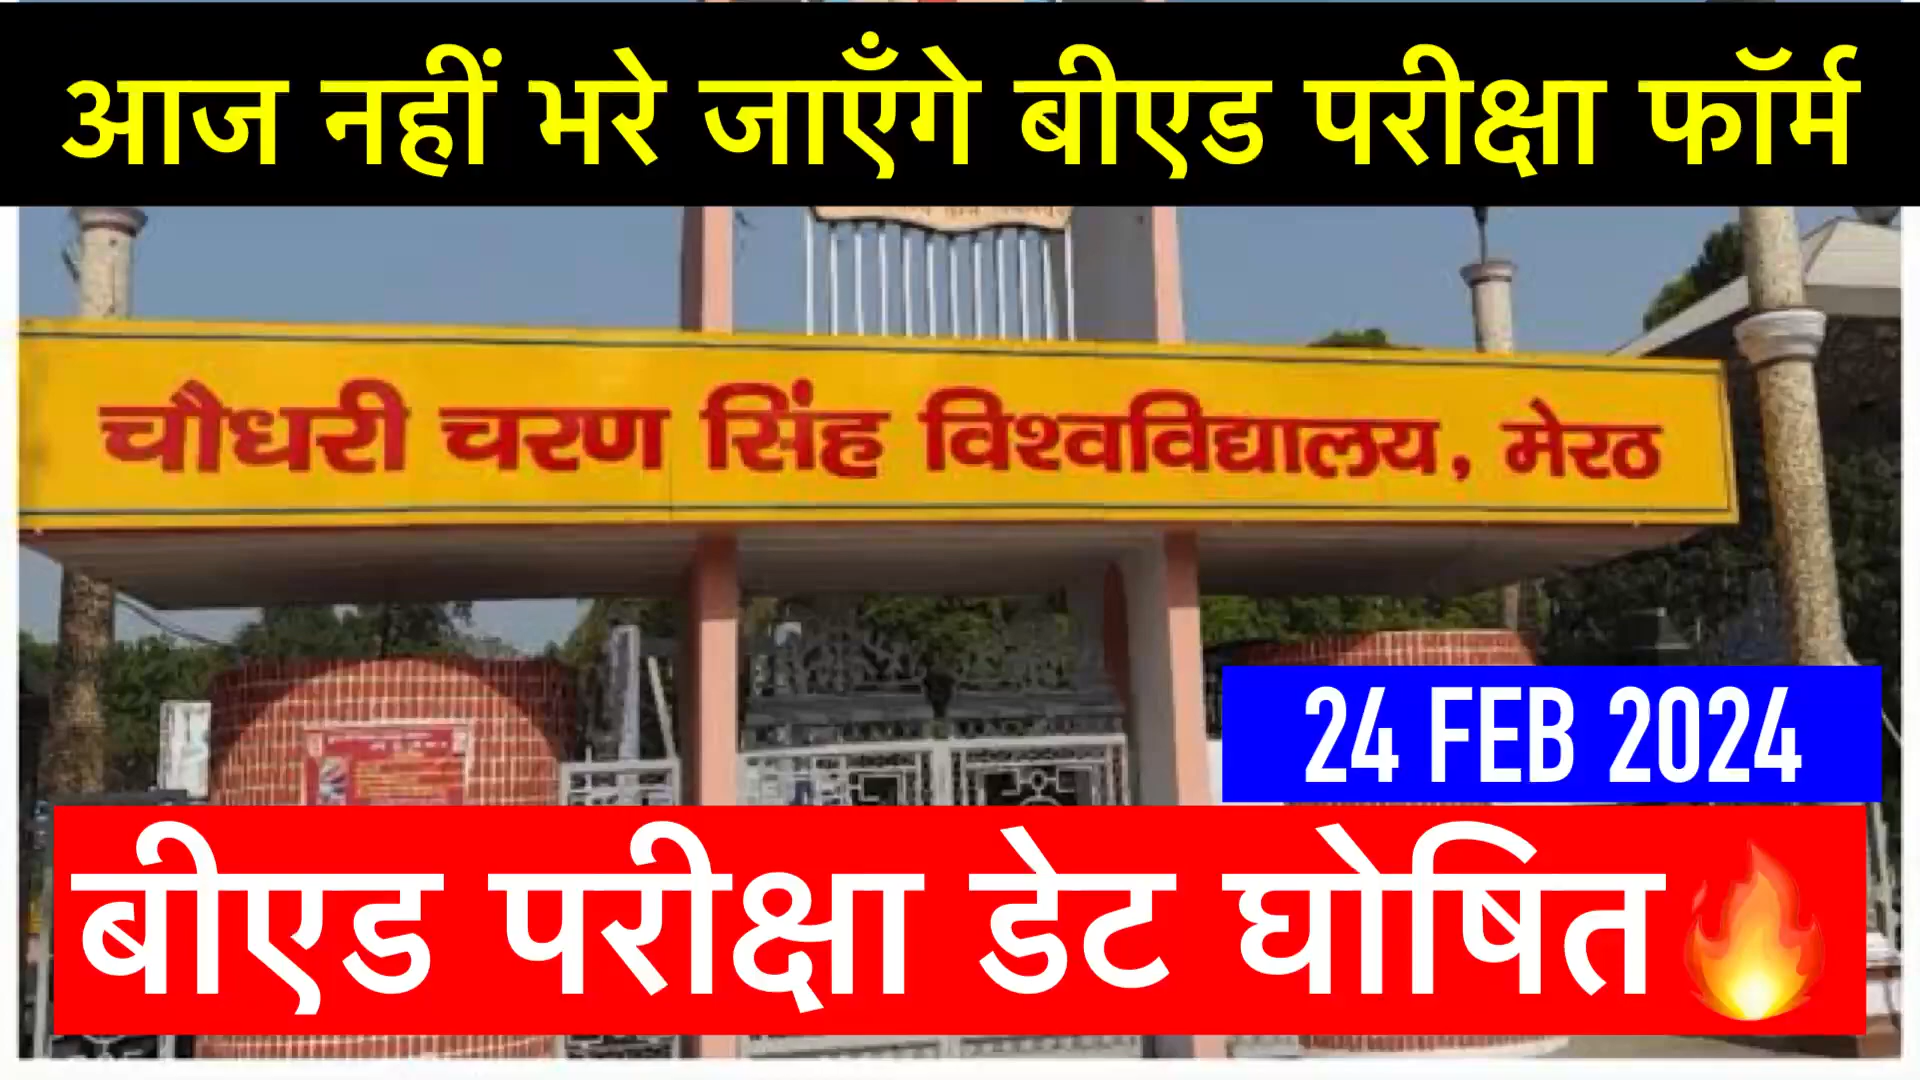 आज नहीं भरे जाएँगे बीएड परीक्षा फॉर्म
चौधरी चरण सिंह विश्वविद्यालय, मेरठ
24 FEB 2024
बीएड परीक्षा डेट घोषित🔥